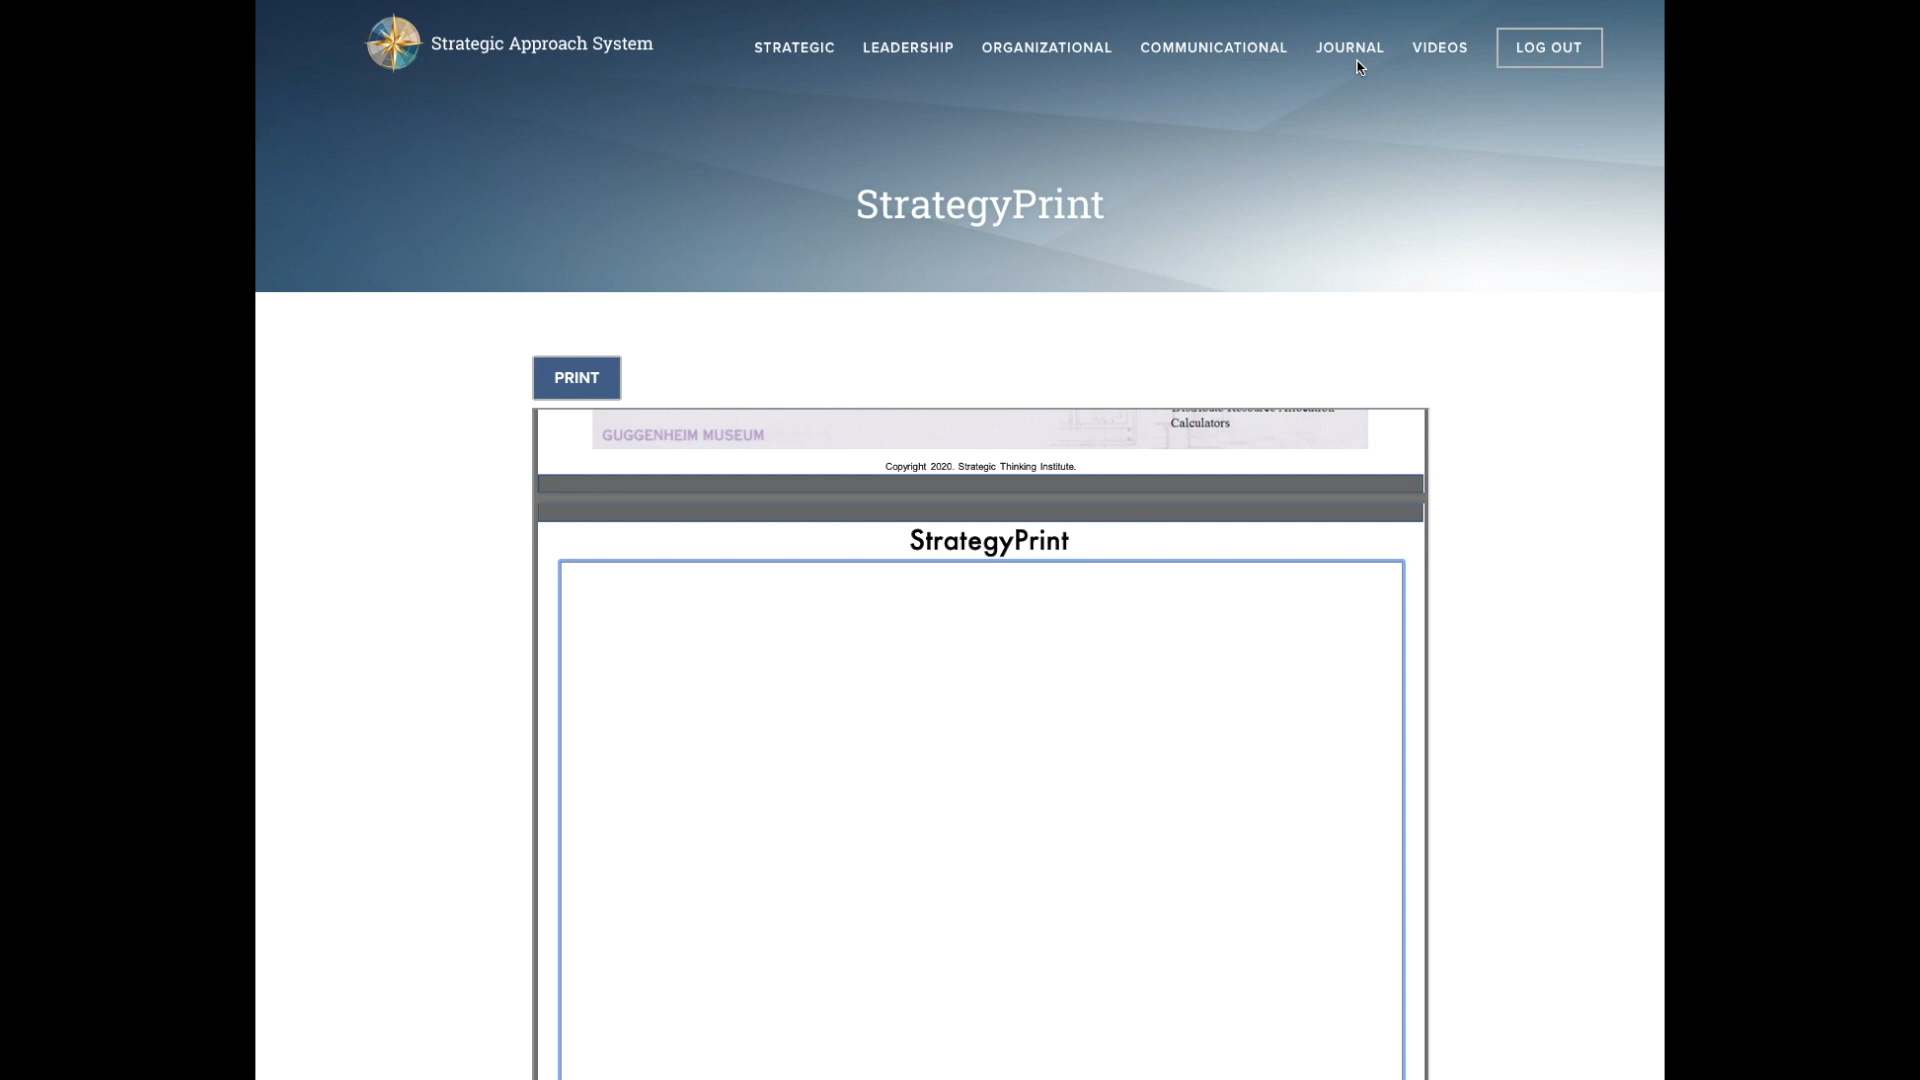 Strategic Approach System
STRATEGIC LEADERSHIP ORGANIZATIONAL COMMUNICATIONAL JOURNAL VIDEOS LOG OUT
StrategyPrint
PRINT
Calculators
GUGGENHEIM MUSEUM
Copyright 2020. Strategic Thinking Institute.
StrategyPrint